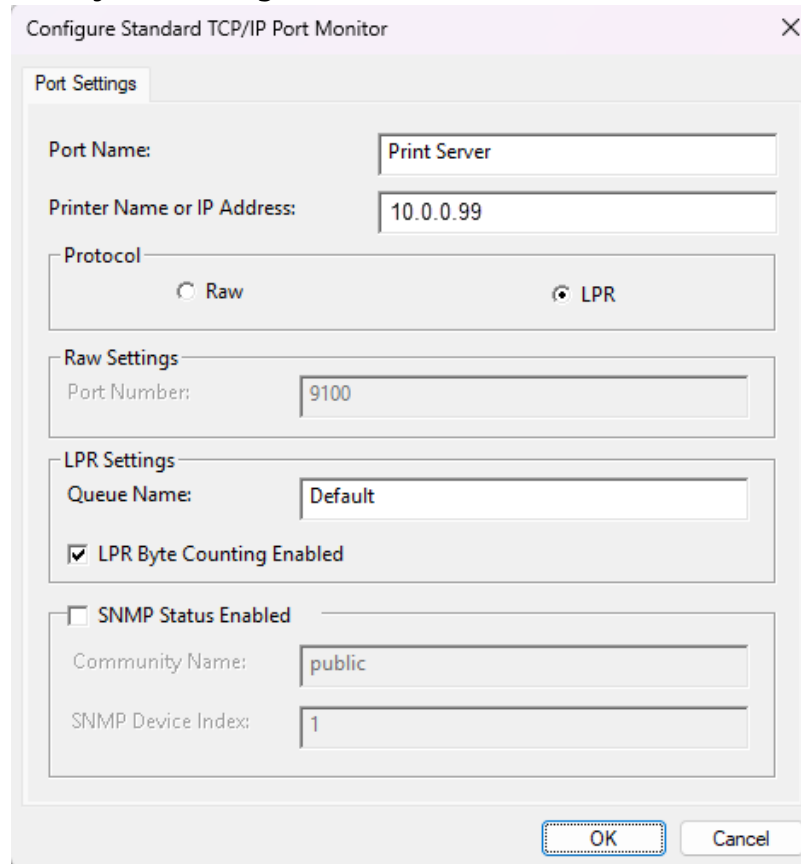 Configure Standard TCP/IP Port Monitor
Port Settings
Port Name: Print Server
Printer Name or IP Address: 10.0.0.99
Protocol
Raw LPR
Raw Settings
Port Number: 9100
LPR Settings
Queue Name: Default
LPR Byte Counting Enabled
SNMP Status Enabled
Community Name: public
SNMP Device Index: 1
OK Cancel